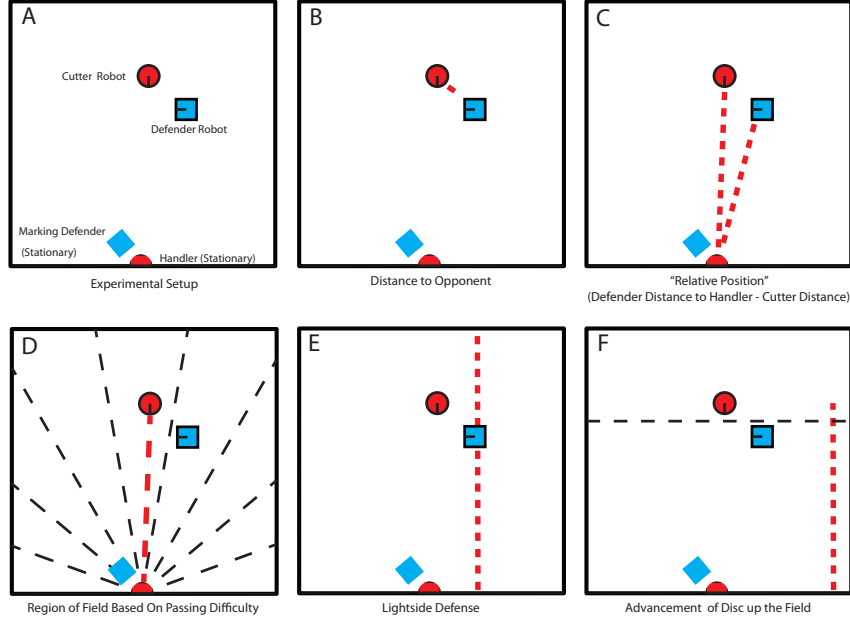 A
Cutter Robot
Defender Robot
Marking Defender
(Stationary)
Handler (Stationary)
Experimental Setup
B
Distance to Opponent
C
“Relative Position”
(Defender Distance to Handler - Cutter Distance)
D
Region of Field Based On Passing Difficulty
E
Lightside Defense
F
Advancement of Disc up the Field